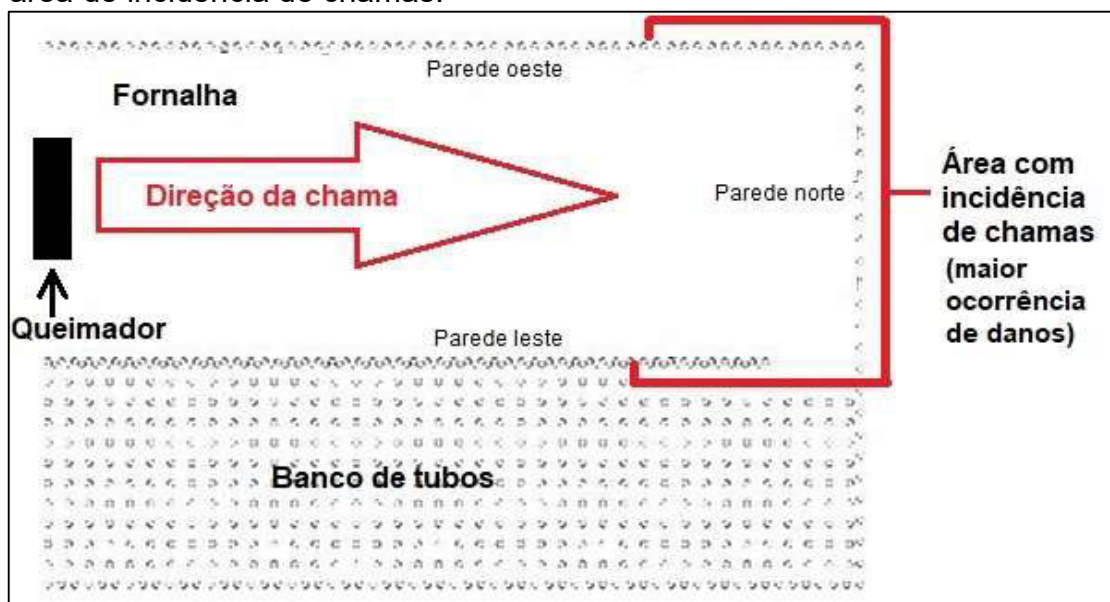 área de incidência de chamas.
Parede oeste
Fornalha
Direção da chama
Parede norte
Área com
incidência
de chamas
(maior
ocorrência
de danos)
Queimador
Parede leste
Banco de tubos